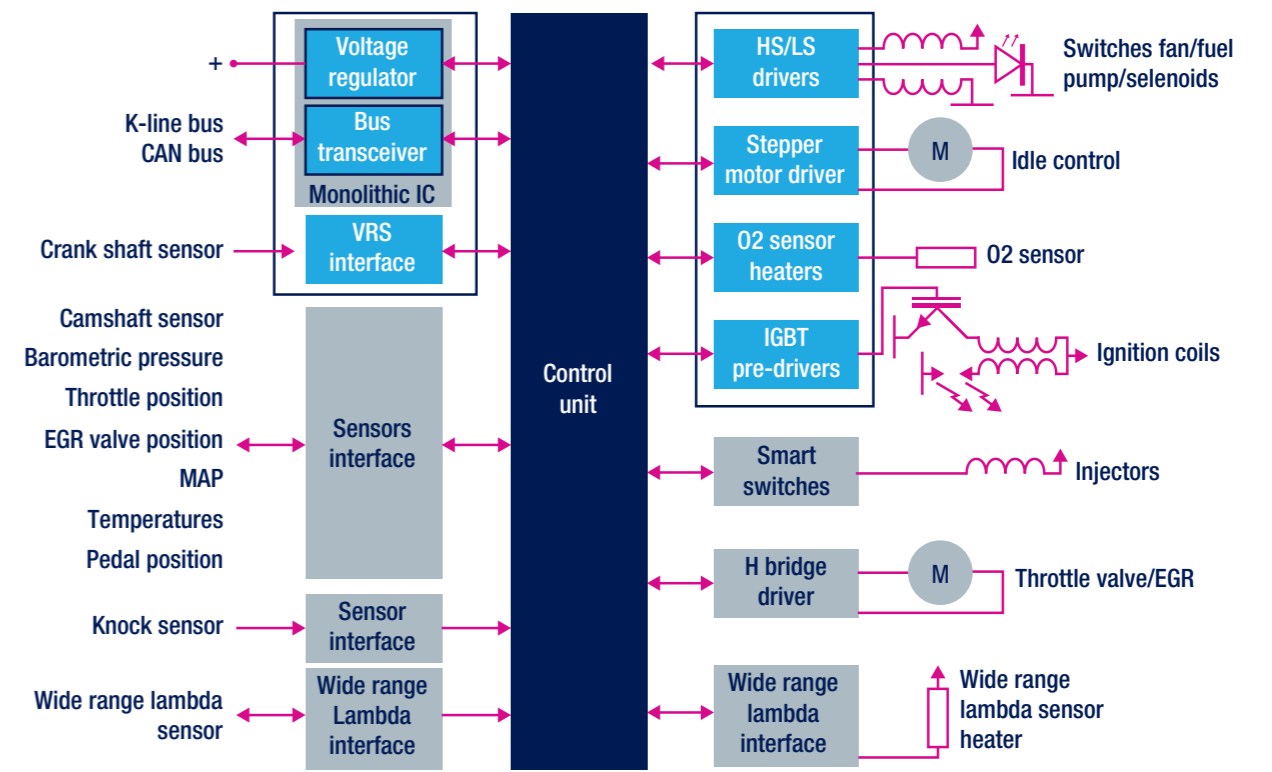 +
K-line bus
CAN bus
Crank shaft sensor
Camshaft sensor
Barometric pressure
Throttle position
EGR valve position
MAP
Temperatures
Pedal position
Knock sensor
Wide range lambda
sensor
Voltage
regulator
Bus
transceiver
Monolithic IC
VRS
interface
Sensors
interface
Sensor
interface
Wide range
Lambda
interface
Control
unit
HS/LS
drivers
Stepper
motor driver
O2 sensor
heaters
IGBT
pre-drivers
Smart
switches
H bridge
driver
Wide range
lambda
interface
Switches fan/fuel
pump/selenoids
M
Idle control
O2 sensor
Ignition coils
Injectors
M
Throttle valve/EGR
Wide range
lambda sensor
heater